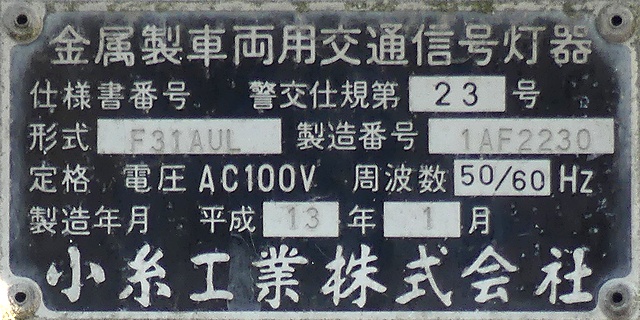 金属製車両用交通信号灯器
仕様書番号 警交仕規第 23 号
形式 F31AUL 製造番号 1AF2230
定格 電圧 AC100V 周波数 50/60 Hz
製造年月 平成 13 年 1 月
小糸工業株式会社